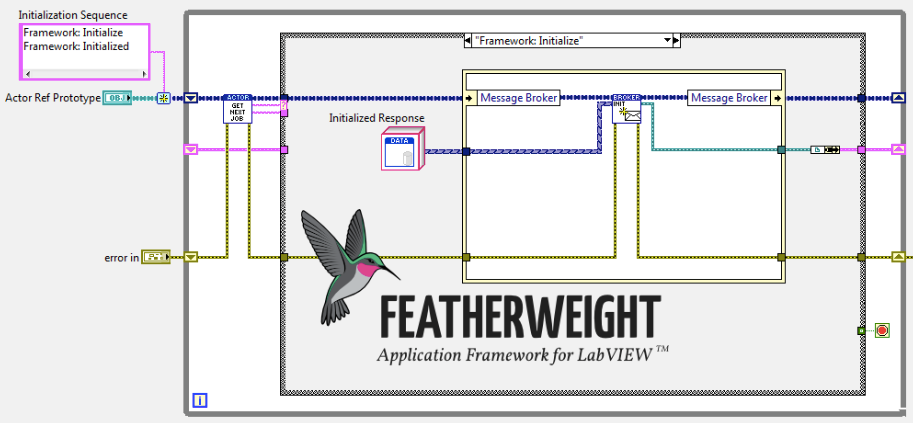 Initialization Sequence
Framework: Initialize
Framework: Initialized
"Framework: Initialize"
Actor Ref Prototype
OBJ
ACTOR
GET
NEXT
JOB
Message Broker
BROKER
INIT
Message Broker
Initialized Response
DATA
error in
FEATHERWEIGHT
Application Framework for LabVIEW™
i